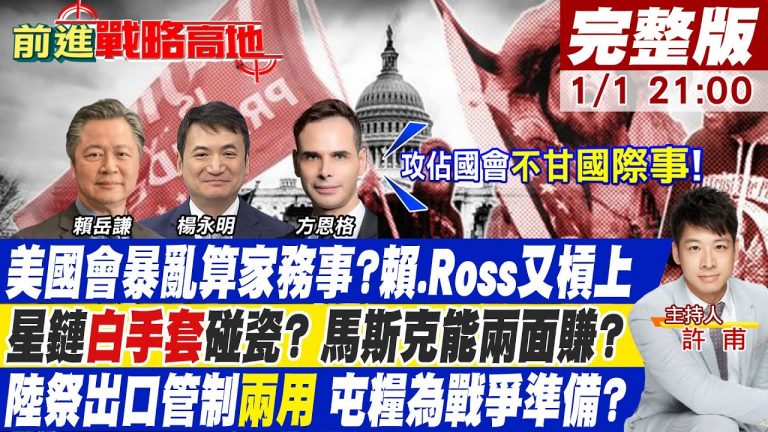 前進戰略高地
完整版
1/1 21:00
攻佔國會不甘國際事!
賴岳謙
楊永明
方恩格
美國會暴亂算家務事?賴.Ross又槓上
星鏈白手套碰瓷? 馬斯克能兩面賺?
陸祭出口管制兩用 屯糧為戰爭準備?
主持人
許甫